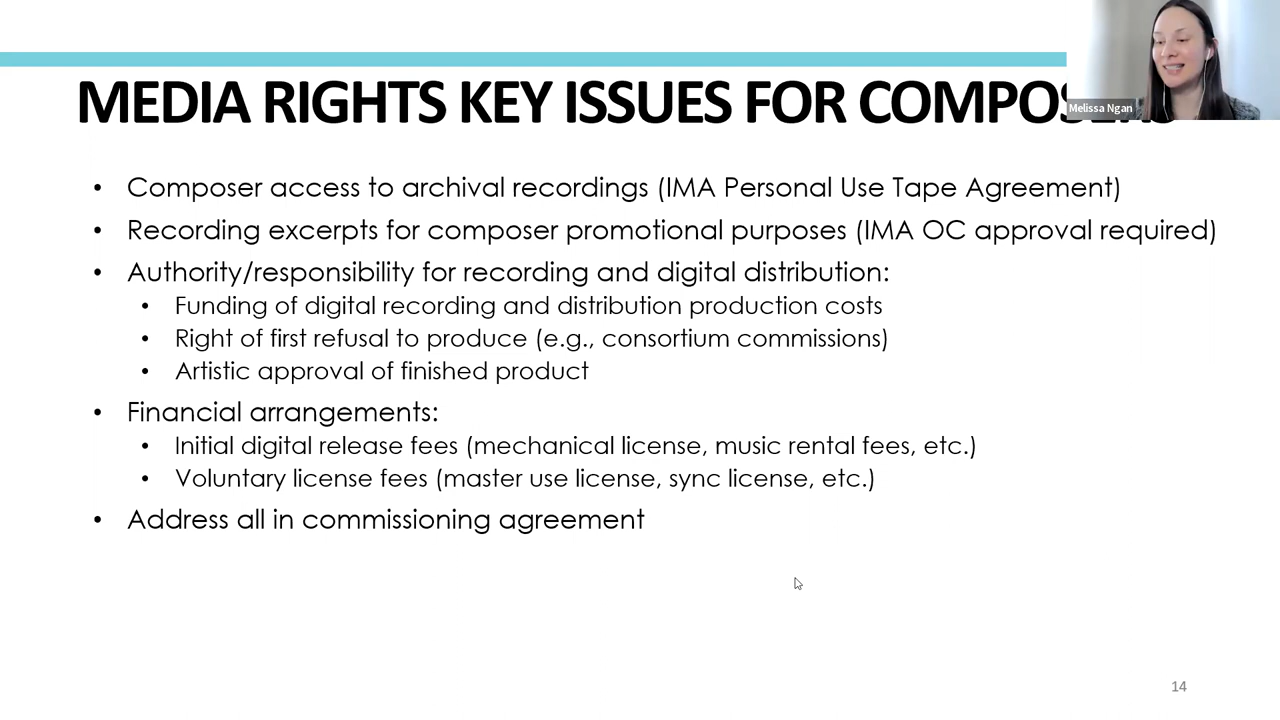 MEDIA RIGHTS KEY ISSUES FOR
Melissa Ngan
• Composer access to archival recordings (IMA Personal Use Tape Agreement)
• Recording excerpts for composer promotional purposes (IMA OC approval required)
• Authority/responsibility for recording and digital distribution:
• Funding of digital recording and distribution production costs
• Right of first refusal to produce (e.g., consortium commissions)
• Artistic approval of finished product
• Financial arrangements:
• Initial digital release fees (mechanical license, music rental fees, etc.)
• Voluntary license fees (master use license, sync license, etc.)
• Address all in commissioning agreement
14